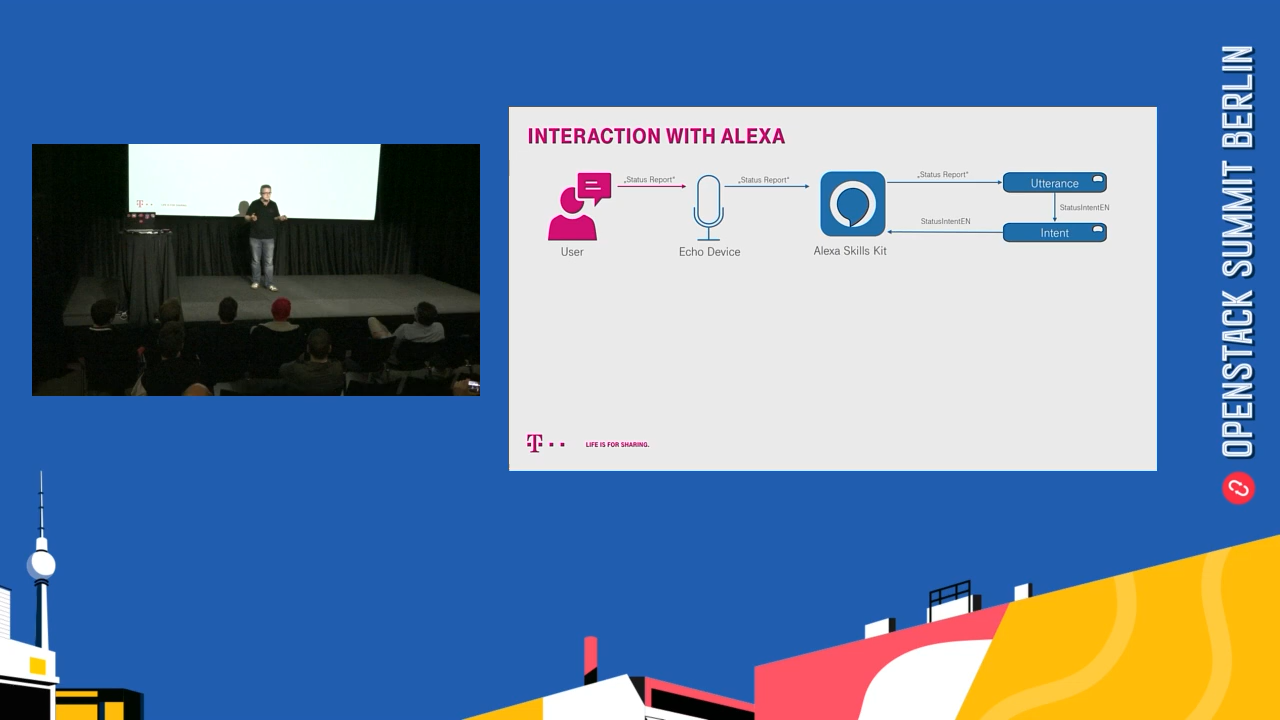 INTERACTION WITH ALEXA
„Status Report“
„Status Report“
„Status Report“
Utterance
StatusIntentEN
StatusIntentEN
Intent
User
Echo Device
Alexa Skills Kit
T
LIFE IS FOR SHARING.
OPENSTACK SUMMIT BERLIN